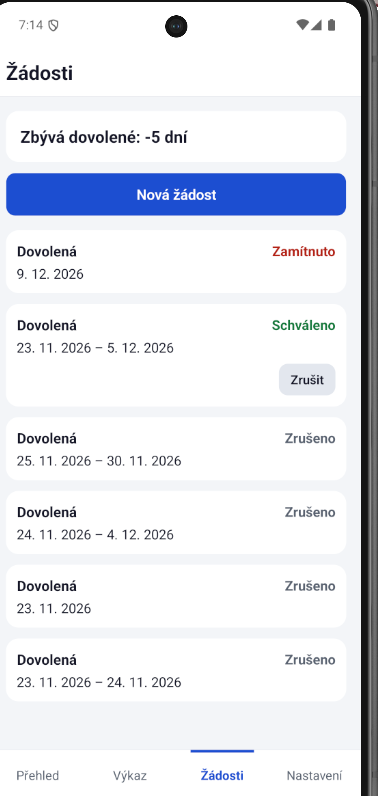 7:14
Žádosti
Zbývá dovolené: -5 dní
Nová žádost
Dovolená Zamítnuto
9. 12. 2026
Dovolená Schváleno
23. 11. 2026 – 5. 12. 2026
Zrušit
Dovolená Zrušeno
25. 11. 2026 – 30. 11. 2026
Dovolená Zrušeno
24. 11. 2026 – 4. 12. 2026
Dovolená Zrušeno
23. 11. 2026
Dovolená Zrušeno
23. 11. 2026 – 24. 11. 2026
Přehled Výkaz Žádosti Nastavení